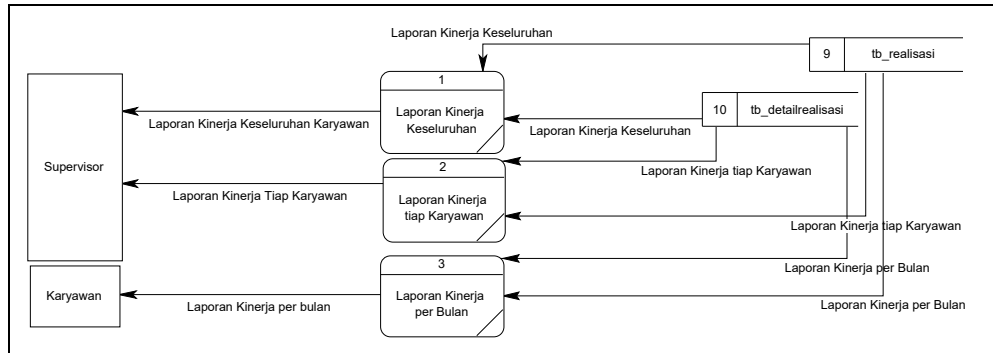 Laporan Kinerja Keseluruhan
9 tb_realisasi
1
Laporan Kinerja
Keseluruhan
10 tb_detailrealisasi
Laporan Kinerja Keseluruhan Karyawan
Laporan Kinerja Keseluruhan
Supervisor
2
Laporan Kinerja
tiap Karyawan
Laporan Kinerja tiap Karyawan
Laporan Kinerja Tiap Karyawan
Laporan Kinerja tiap Karyawan
3
Laporan Kinerja
per Bulan
Laporan Kinerja per Bulan
Karyawan
Laporan Kinerja per bulan
Laporan Kinerja per Bulan